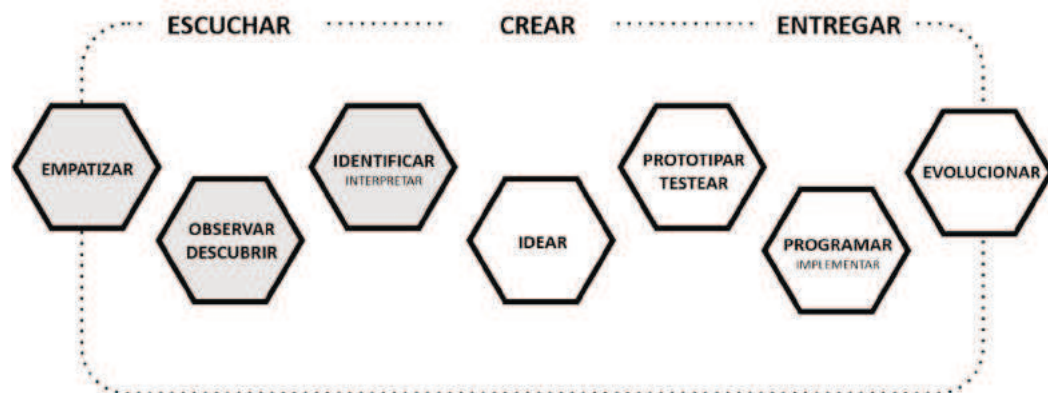 ESCUCHAR
CREAR
ENTREGAR
EMPATIZAR
OBSERVAR
DESCUBRIR
IDENTIFICAR
INTERPRETAR
IDEAR
PROTOTIPAR
TESTEAR
PROGRAMAR
IMPLEMENTAR
EVOLUCIONAR